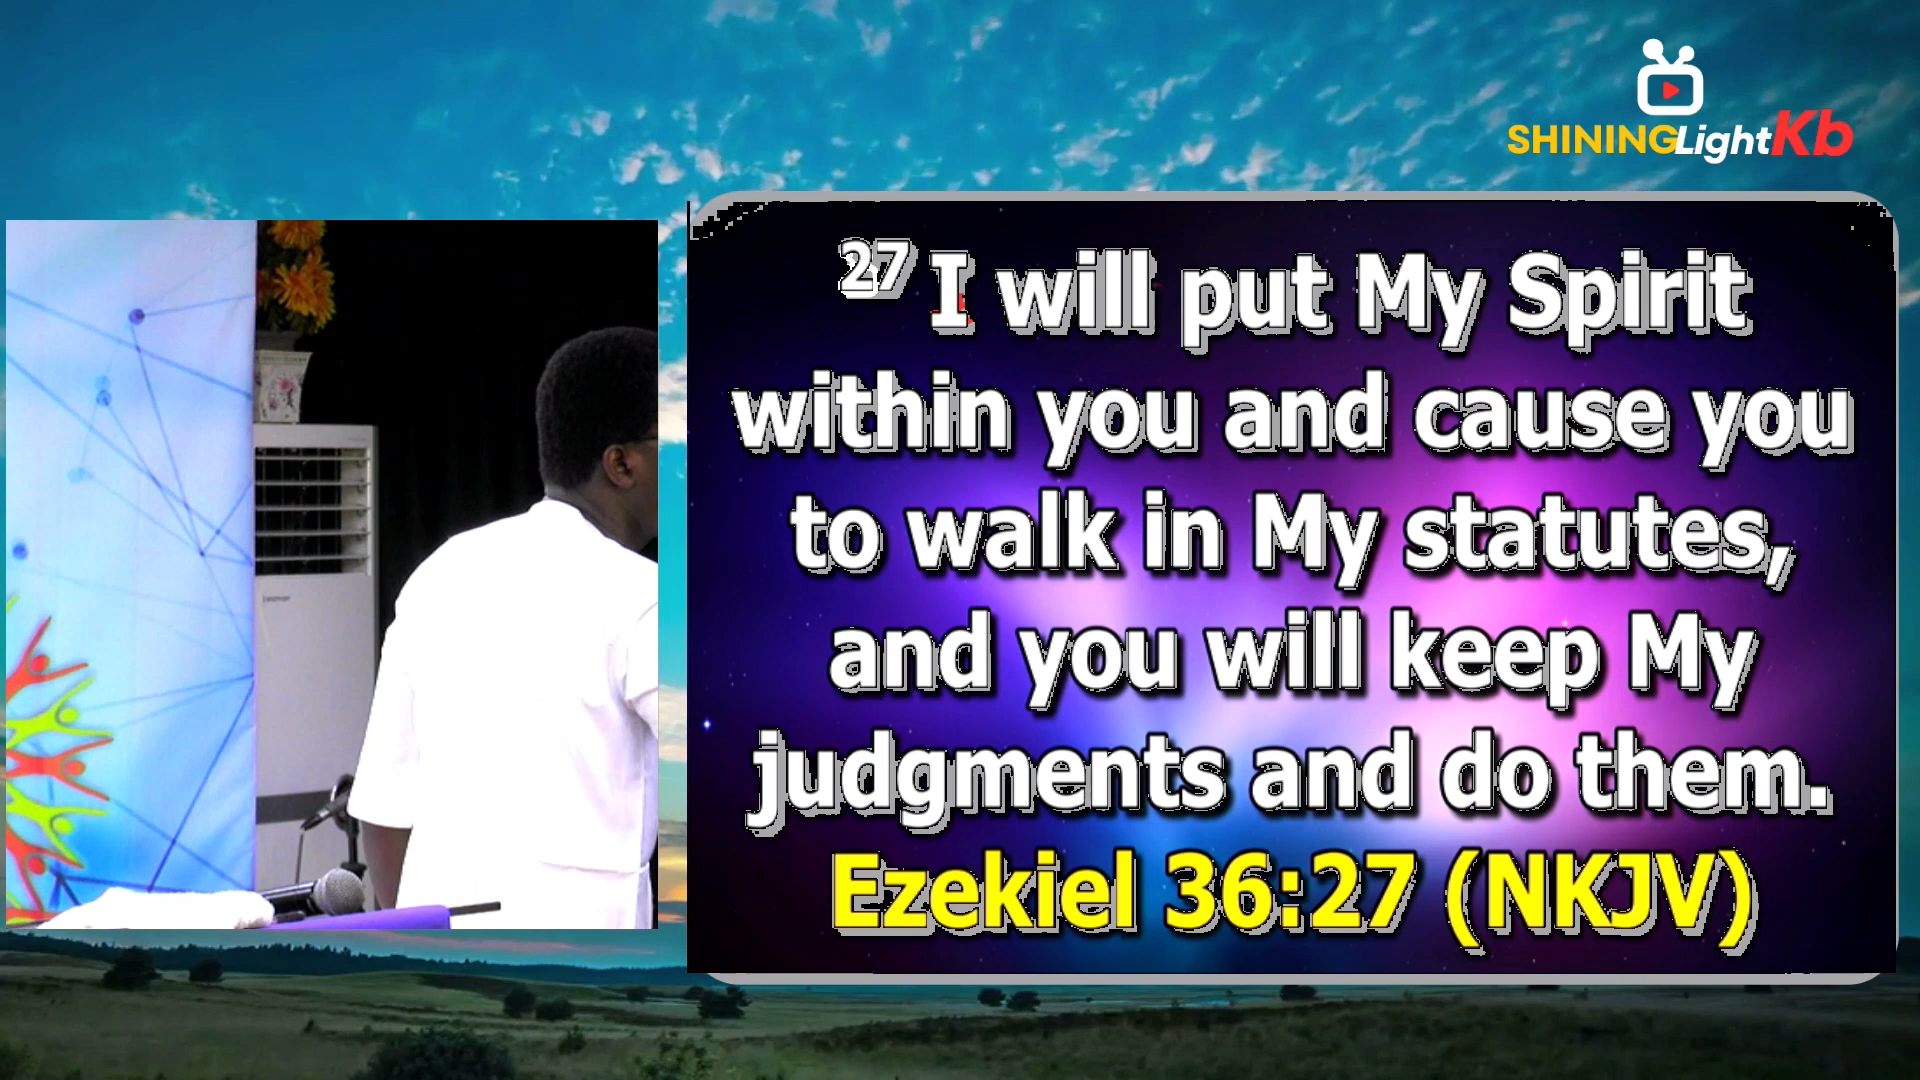 SHININGLightKb
27 I will put My Spirit
within you and cause you
to walk in My statutes,
and you will keep My
judgments and do them.
Ezekiel 36:27 (NKJV)